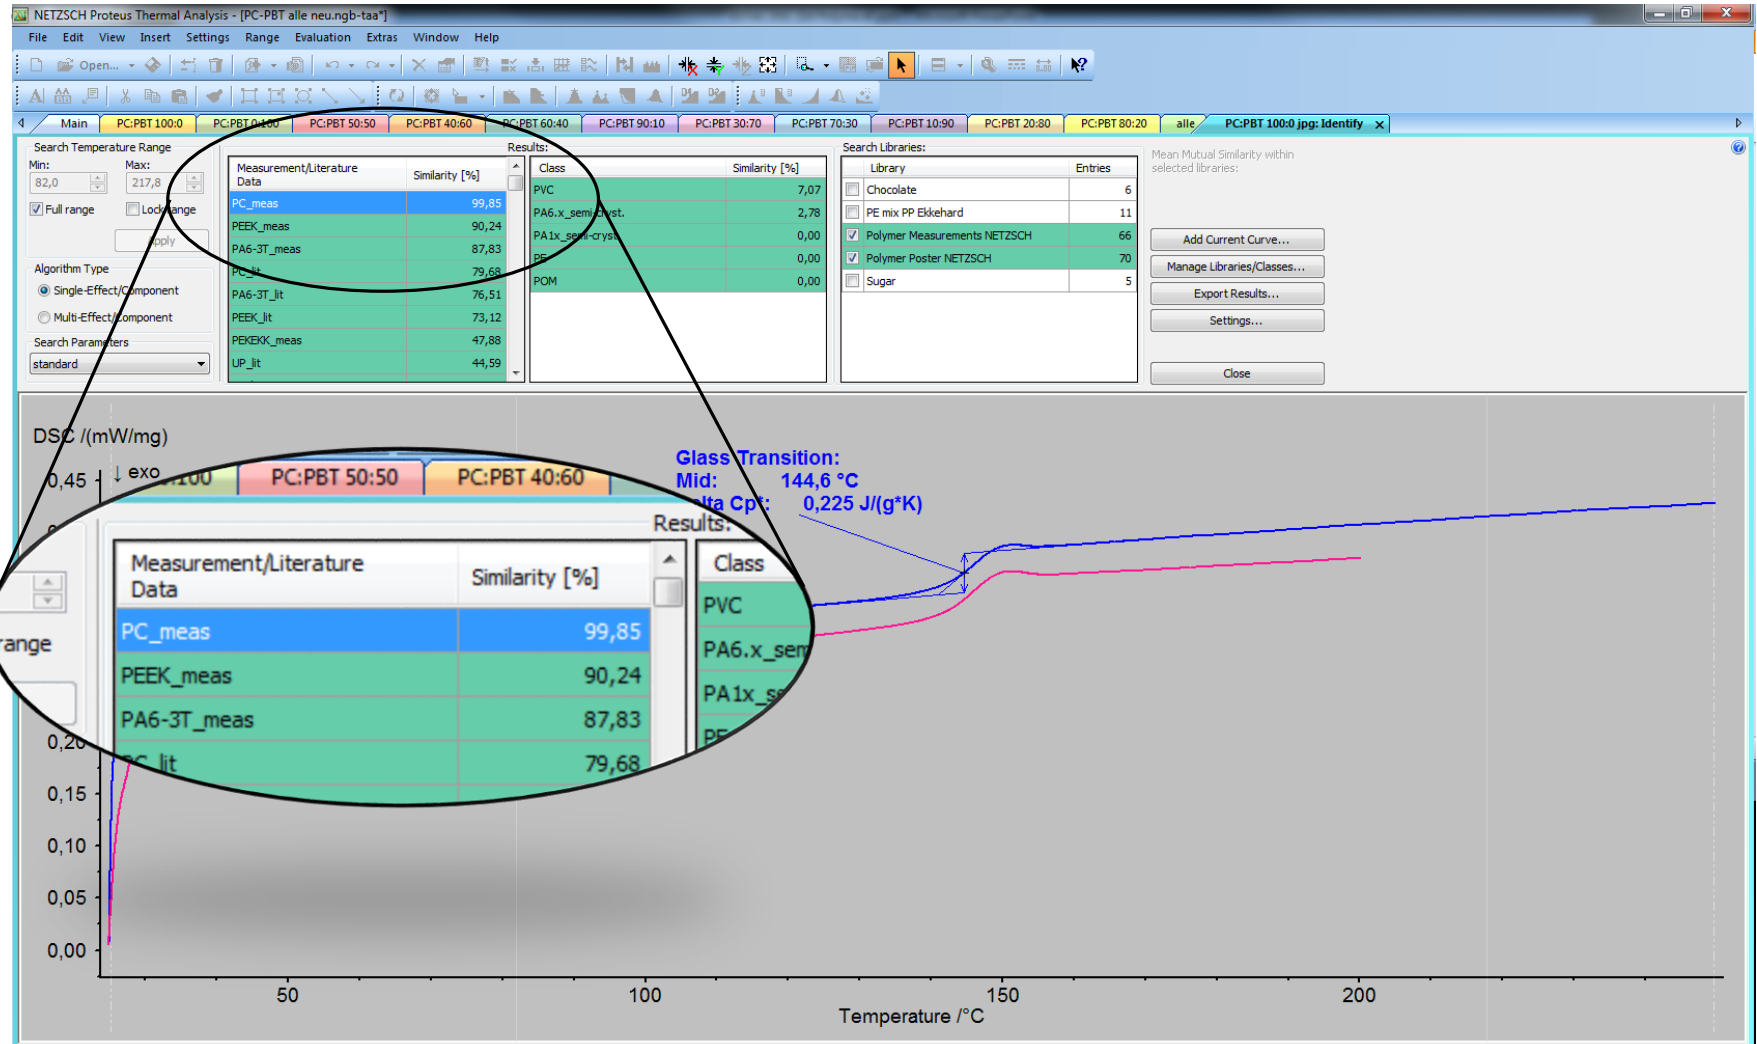 NETZSCH Proteus Thermal Analysis - [PC-PBT alle neu.ngb-taa*]
File Edit View Insert Settings Range Evaluation Extras Window Help
Open...
Main PC:PBT 100:0 PC:PBT 0:100 PC:PBT 50:50 PC:PBT 40:60 PC:PBT 60:40 PC:PBT 90:10 PC:PBT 30:70 PC:PBT 70:30 PC:PBT 10:90 PC:PBT 20:80 PC:PBT 80:20 alle PC:PBT 100:0 jpg: Identify x
Search Temperature Range
Min: Max:
82,0 217,8
Full range Lock range
Apply
Algorithm Type
Single-Effect/Component
Multi-Effect/Component
Search Parameters
standard
Results:
Measurement/Literature Data Similarity [%]
PC_meas 99,85
PEEK_meas 90,24
PA6-3T_meas 87,83
PC_lit 79,68
PA6-3T_lit 76,51
PEEK_lit 73,12
PEKEKK_meas 47,88
UP_lit 44,59
Class Similarity [%]
PVC 7,07
PA6.x_semi-cryst. 2,78
PA1x_semi-cryst. 0,00
PE 0,00
POM 0,00
Search Libraries:
Library Entries
Chocolate 6
PE mix PP Ekkehard 11
Polymer Measurements NETZSCH 66
Polymer Poster NETZSCH 70
Sugar 5
Mean Mutual Similarity within
selected libraries:
Add Current Curve...
Manage Libraries/Classes...
Export Results...
Settings...
Close
DSC /(mW/mg)
↓ exo
0,45
0,20
0,15
0,10
0,05
0,00
Glass Transition:
Mid: 144,6 °C
Delta Cp*: 0,225 J/(g*K)
:100 PC:PBT 50:50 PC:PBT 40:60
Results:
Measurement/Literature
Data
Similarity [%]
Class
PC_meas 99,85
PVC
range
PEEK_meas 90,24
PA6.x_sem
PA6-3T_meas 87,83
PA1x_se
PC_lit 79,68
PE
50 100 150 200
Temperature /°C